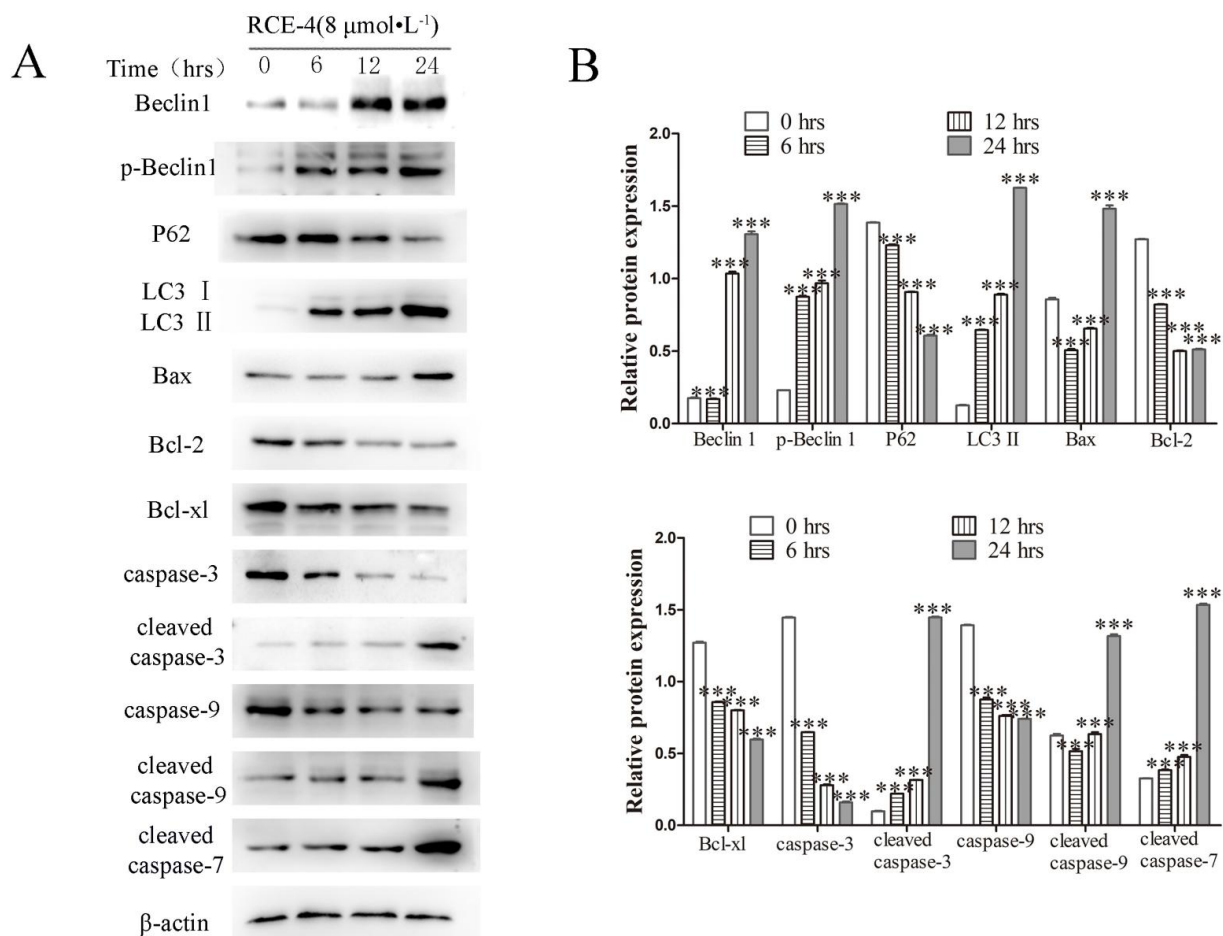 A
RCE-4(8 μmol•L⁻¹)
Time（hrs） 0 6 12 24
Beclin1
p-Beclin1
P62
LC3 Ⅰ
LC3 Ⅱ
Bax
Bcl-2
Bcl-xl
caspase-3
cleaved
caspase-3
caspase-9
cleaved
caspase-9
cleaved
caspase-7
β-actin
B
0 hrs 12 hrs
6 hrs 24 hrs
Relative protein expression
2.0
1.5
1.0
0.5
0.0
*** *** *** *** *** *** *** *** *** *** *** *** *** *** *** *** *** ***
Beclin 1 p-Beclin 1 P62 LC3 II Bax Bcl-2
0 hrs 12 hrs
6 hrs 24 hrs
Relative protein expression
2.0
1.5
1.0
0.5
0.0
*** *** *** *** *** *** *** *** *** *** *** *** *** *** *** *** *** ***
Bcl-xl caspase-3 cleaved caspase-9 cleaved cleaved
caspase-3 caspase-9 caspase-7